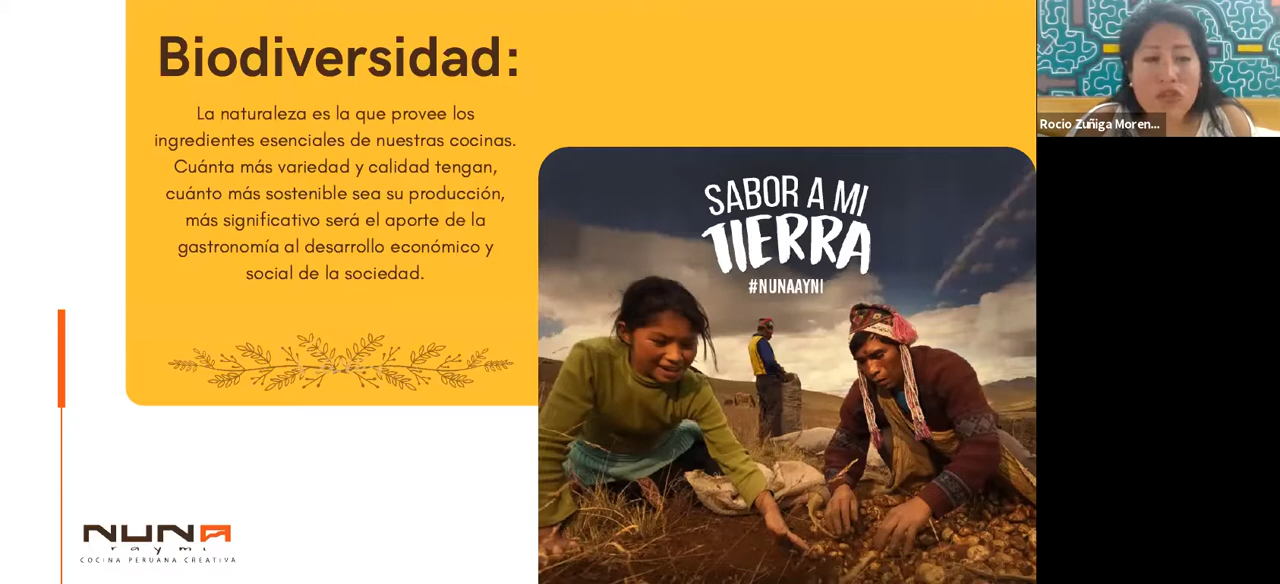 Biodiversidad:
La naturaleza es la que provee los
ingredientes esenciales de nuestras cocinas.
Cuánta más variedad y calidad tengan,
cuánto más sostenible sea su producción,
más significativo será el aporte de la
gastronomía al desarrollo económico y
social de la sociedad.
SABOR A MI
TIERRA
#NUNAAYNI
Rocio Zuñiga Moren...
NUNA
raymi
COCINA PERUANA CREATIVA